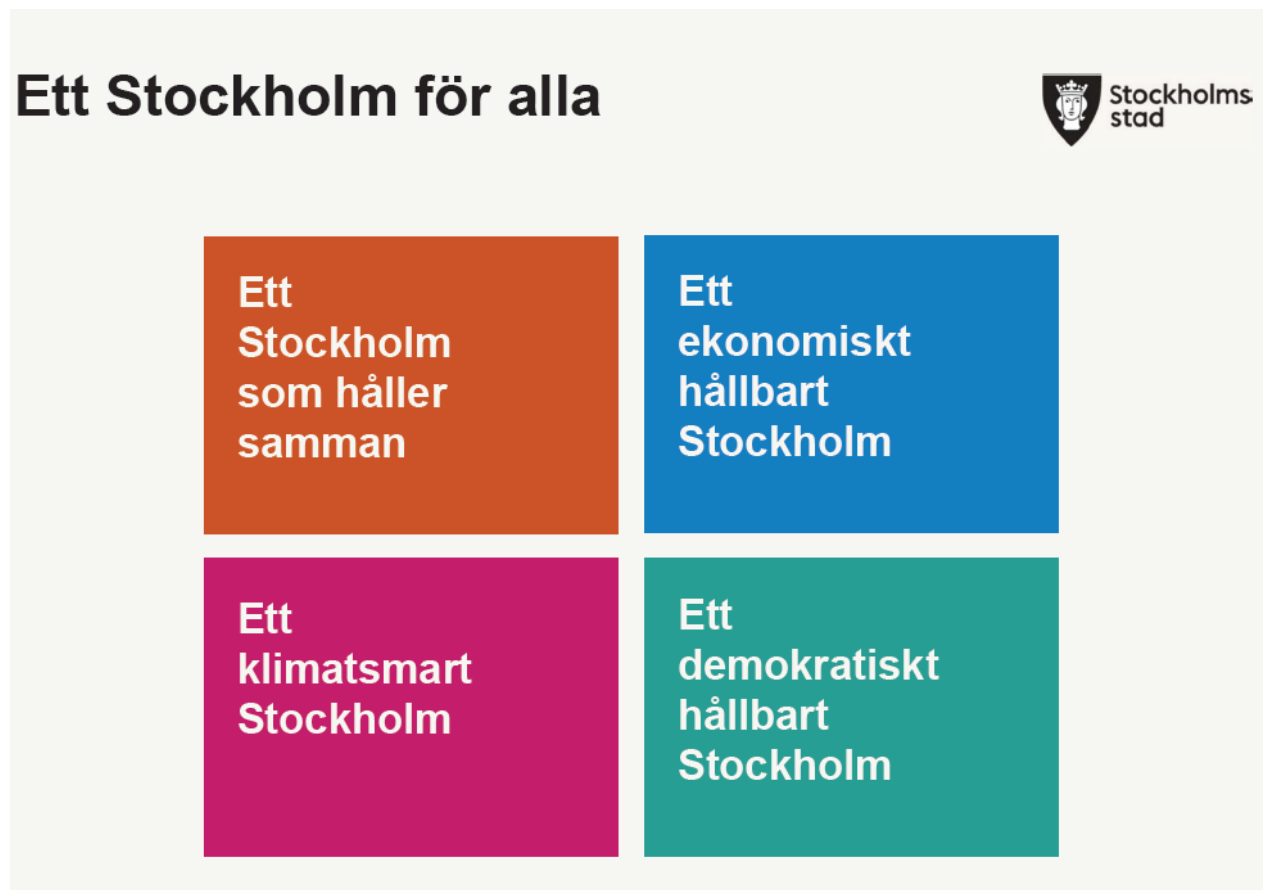 Ett Stockholm för alla
Stockholms
stad
Ett
Stockholm
som håller
samman
Ett
ekonomiskt
hållbart
Stockholm
Ett
klimatsmart
Stockholm
Ett
demokratiskt
hållbart
Stockholm